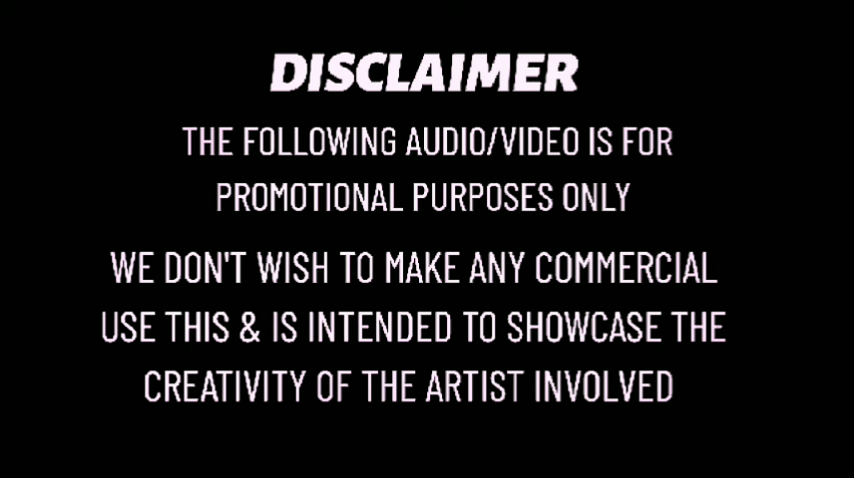 DISCLAIMER
THE FOLLOWING AUDIO/VIDEO IS FOR
PROMOTIONAL PURPOSES ONLY
WE DON'T WISH TO MAKE ANY COMMERCIAL
USE THIS & IS INTENDED TO SHOWCASE THE
CREATIVITY OF THE ARTIST INVOLVED